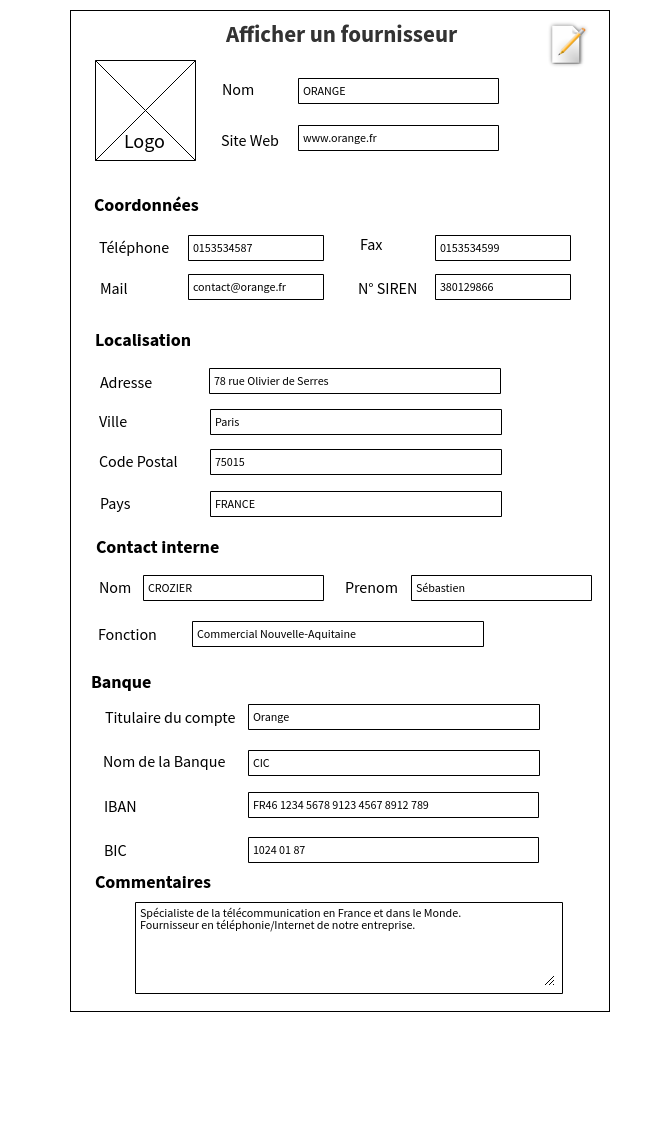 Afficher un fournisseur
Logo
Nom ORANGE
Site Web www.orange.fr
Coordonnées
Téléphone 0153534587 Fax 0153534599
Mail contact@orange.fr N° SIREN 380129866
Localisation
Adresse 78 rue Olivier de Serres
Ville Paris
Code Postal 75015
Pays FRANCE
Contact interne
Nom CROZIER Prenom Sébastien
Fonction Commercial Nouvelle-Aquitaine
Banque
Titulaire du compte Orange
Nom de la Banque CIC
IBAN FR46 1234 5678 9123 4567 8912 789
BIC 1024 01 87
Commentaires
Spécialiste de la télécommunication en France et dans le Monde.
Fournisseur en téléphonie/Internet de notre entreprise.